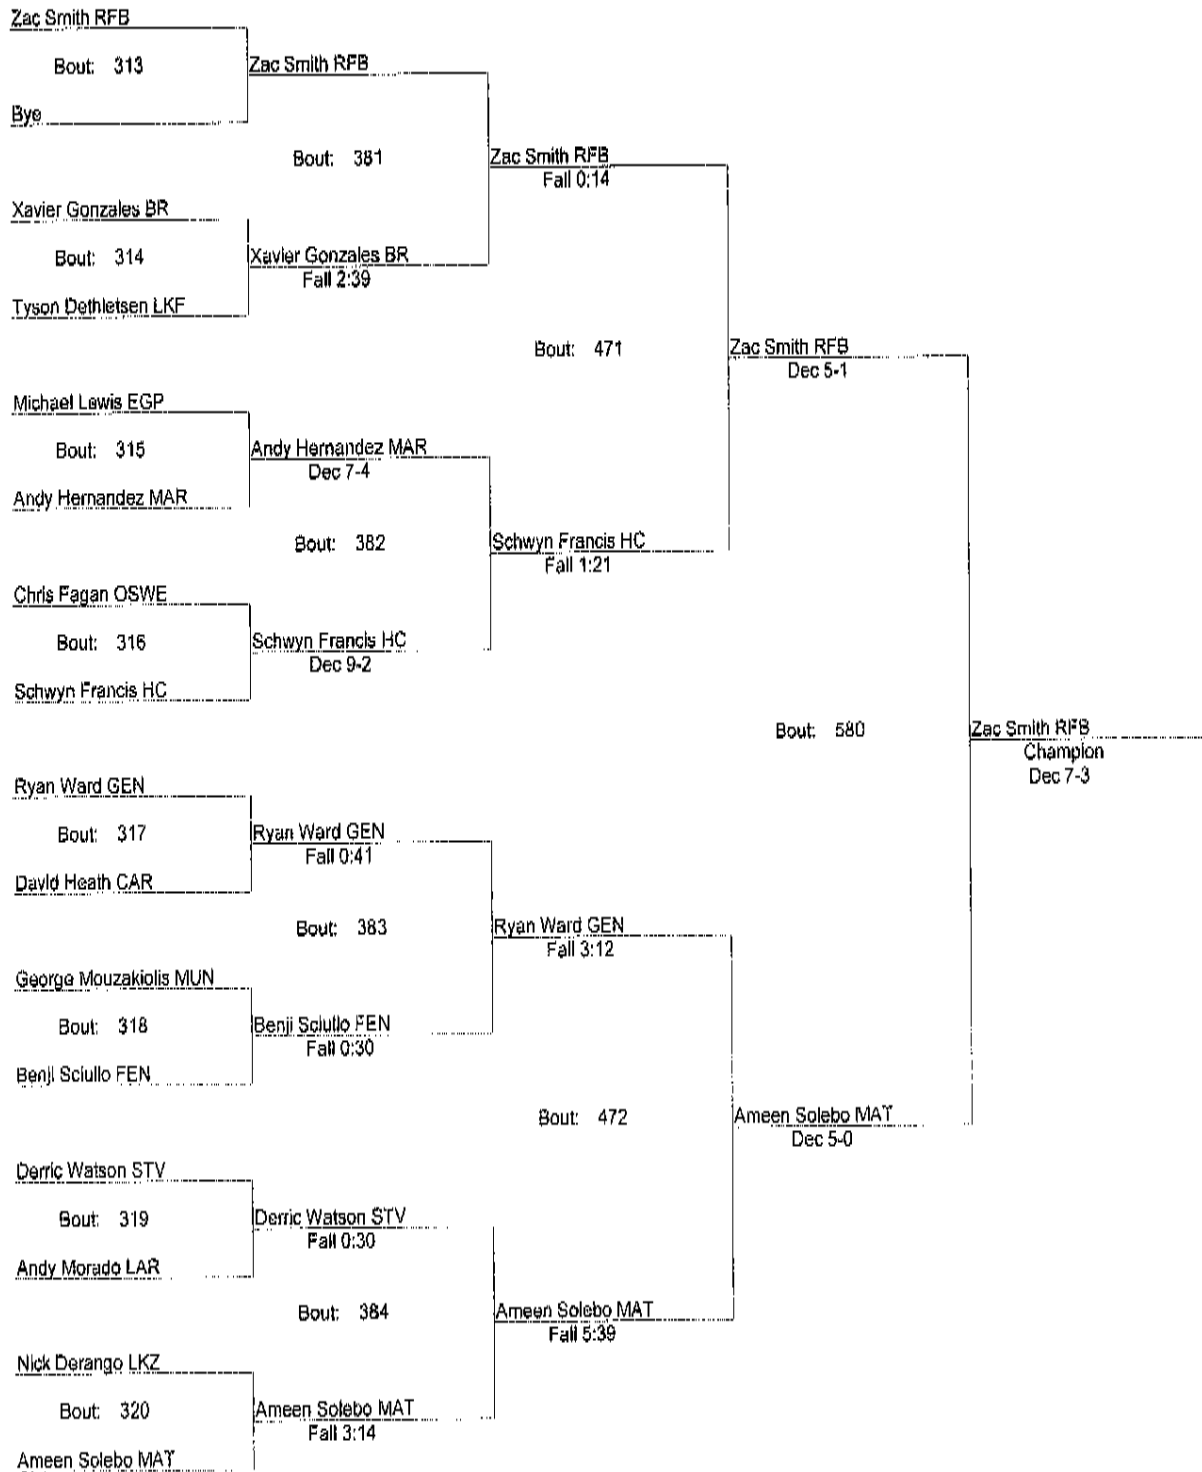 Zac Smith RFB
Bout: 313
Zac Smith RFB
Bye
Bout: 381
Zac Smith RFB
Fall 0:14
Xavier Gonzales BR
Bout: 314
Xavier Gonzales BR
Fall 2:39
Tyson Dethletsen LKF
Bout: 471
Zac Smith RFB
Dec 5-1
Michael Lewis EGP
Bout: 315
Andy Hernandez MAR
Dec 7-4
Andy Hernandez MAR
Bout: 382
Schwyn Francis HC
Fall 1:21
Chris Fagan OSWE
Bout: 316
Schwyn Francis HC
Dec 9-2
Schwyn Francis HC
Bout: 580
Zac Smith RFB
Champion
Dec 7-3
Ryan Ward GEN
Bout: 317
Ryan Ward GEN
Fall 0:41
David Heath CAR
Bout: 383
Ryan Ward GEN
Fall 3:12
George Mouzakiolis MUN
Bout: 318
Benji Sciullo FEN
Fall 0:30
Benji Sciullo FEN
Bout: 472
Ameen Solebo MAT
Dec 5-0
Derric Watson STV
Bout: 319
Derric Watson STV
Fall 0:30
Andy Morado LAR
Bout: 384
Ameen Solebo MAT
Fall 5:39
Nick Derango LKZ
Bout: 320
Ameen Solebo MAT
Fall 3:14
Ameen Solebo MAT